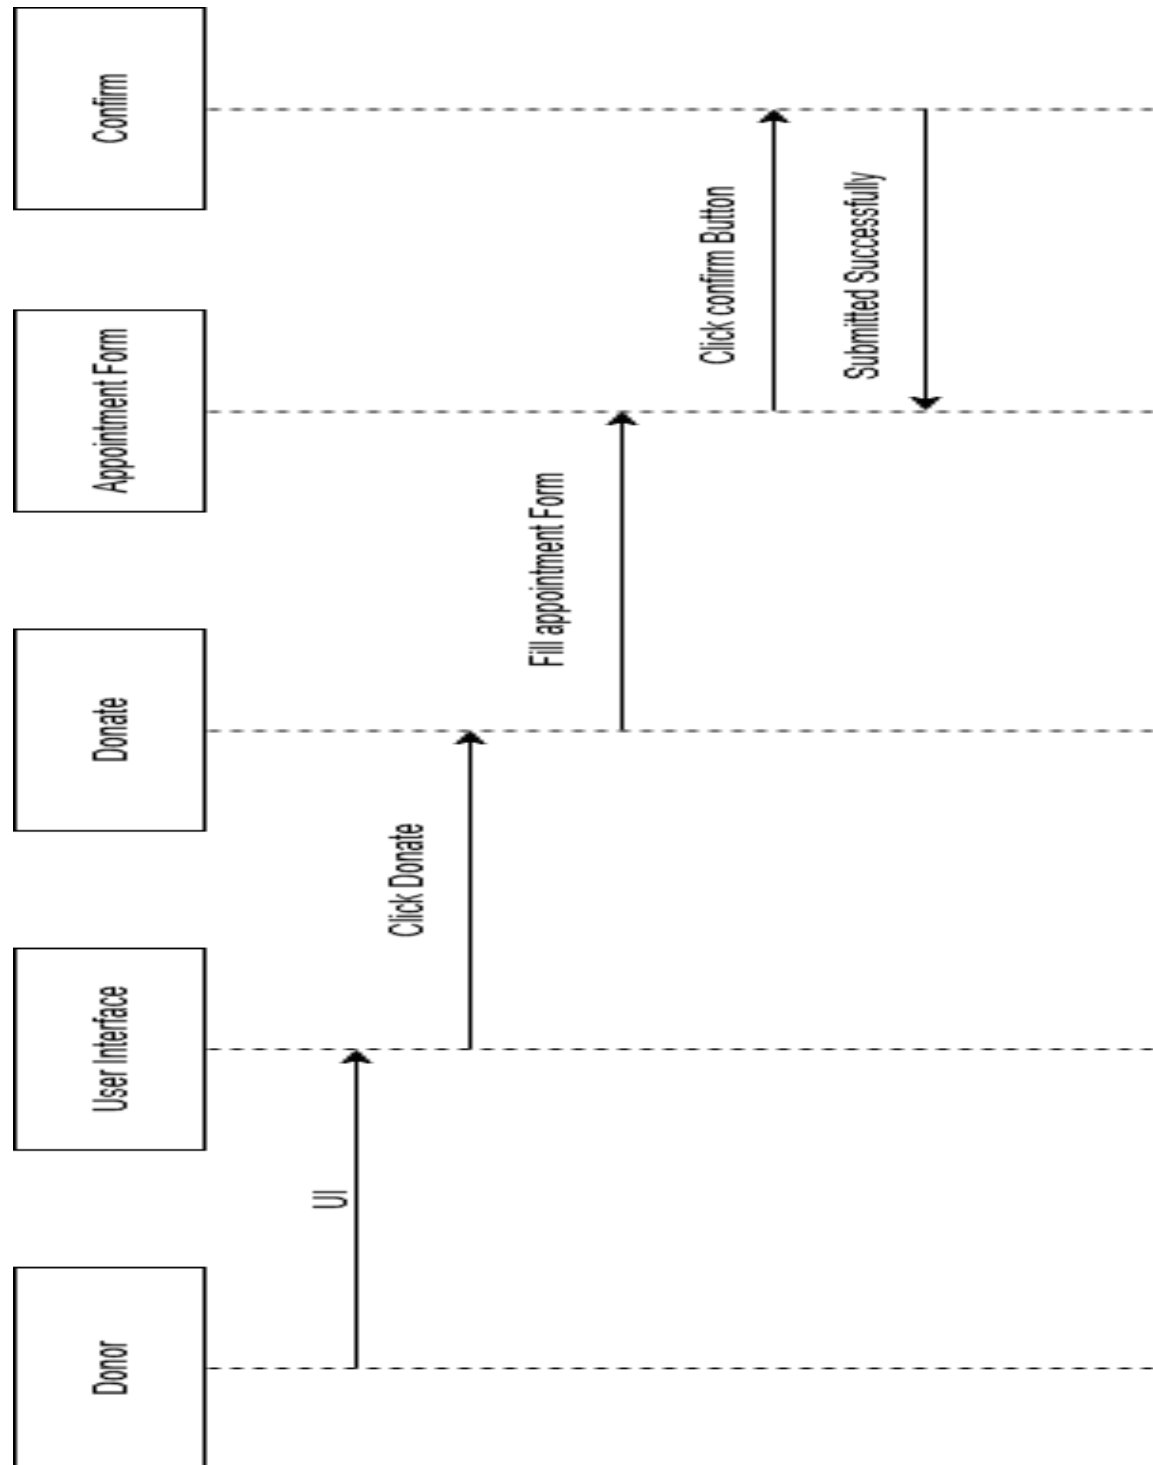 Donor
User Interface
Donate
Appointment Form
Confirm
UI
Click Donate
Fill appointment Form
Click confirm Button
Submitted Successfully